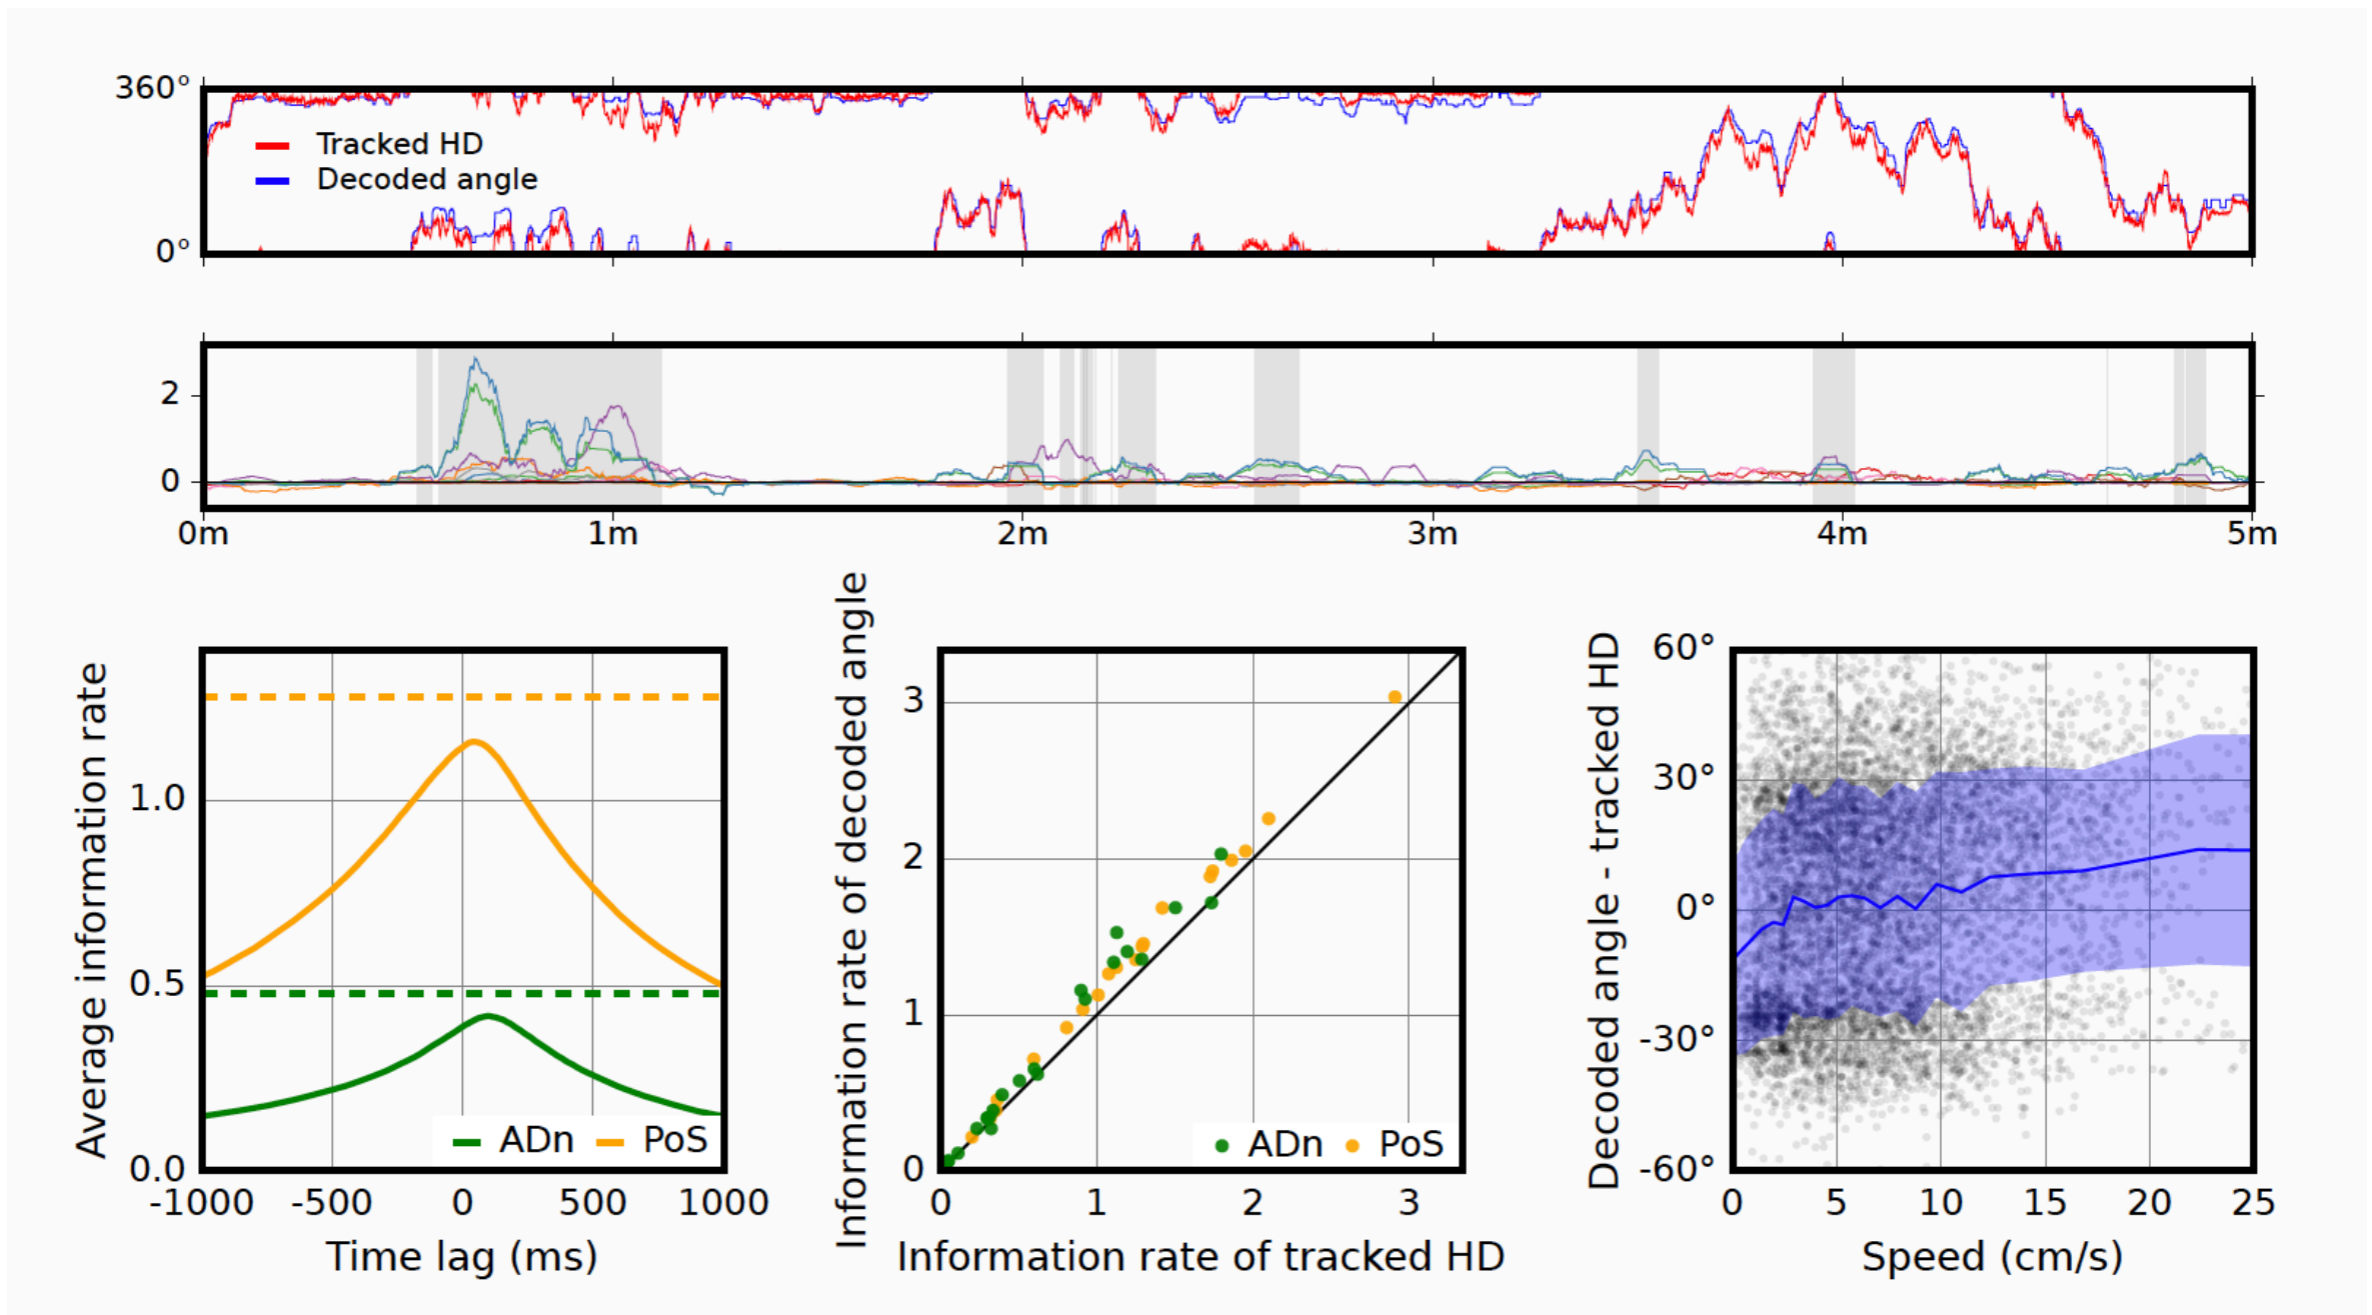 360°
Tracked HD
Decoded angle
0°
2
0
0m 1m 2m 3m 4m 5m
Average information rate
1.0
0.5
0.0
ADn PoS
-1000 -500 0 500 1000
Time lag (ms)
Information rate of decoded angle
3
2
1
0
ADn PoS
0 1 2 3
Information rate of tracked HD
Decoded angle - tracked HD
60°
30°
0°
-30°
-60°
0 5 10 15 20 25
Speed (cm/s)